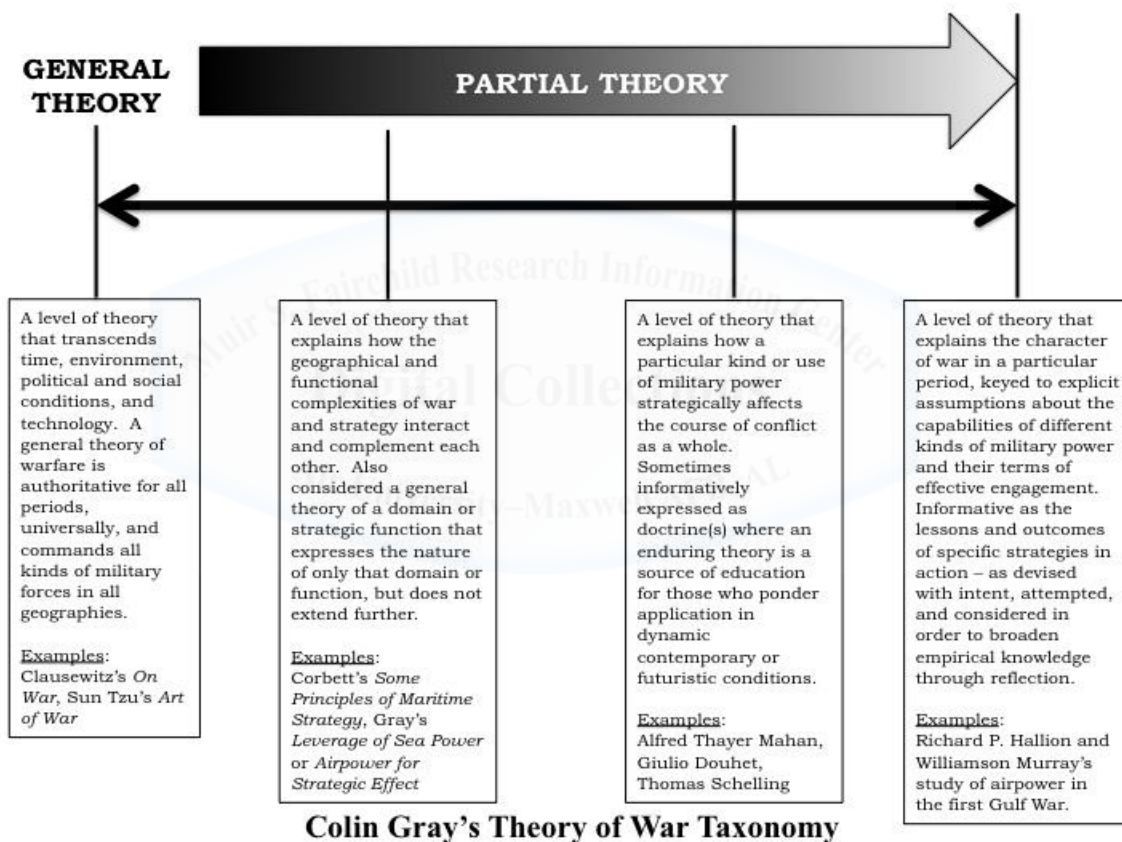 GENERAL
THEORY
PARTIAL THEORY
A level of theory
that transcends
time, environment,
political and social
conditions, and
technology. A
general theory of
warfare is
authoritative for all
periods,
universally, and
commands all
kinds of military
forces in all
geographies.
Examples:
Clausewitz's On
War, Sun Tzu's Art
of War
A level of theory that
explains how the
geographical and
functional
complexities of war
and strategy interact
and complement each
other. Also
considered a general
theory of a domain or
strategic function that
expresses the nature
of only that domain or
function, but does not
extend further.
Examples:
Corbett's Some
Principles of Maritime
Strategy, Gray's
Leverage of Sea Power
or Airpower for
Strategic Effect
A level of theory that
explains how a
particular kind or use
of military power
strategically affects
the course of conflict
as a whole.
Sometimes
informatively
expressed as
doctrine(s) where an
enduring theory is a
source of education
for those who ponder
application in
dynamic
contemporary or
futuristic conditions.
Examples:
Alfred Thayer Mahan,
Giulio Douhet,
Thomas Schelling
A level of theory that
explains the character
of war in a particular
period, keyed to explicit
assumptions about the
capabilities of different
kinds of military power
and their terms of
effective engagement.
Informative as the
lessons and outcomes
of specific strategies in
action – as devised
with intent, attempted,
and considered in
order to broaden
empirical knowledge
through reflection.
Examples:
Richard P. Hallion and
Williamson Murray's
study of airpower in
the first Gulf War.
Colin Gray's Theory of War Taxonomy
Muir S. Fairchild Research Information Center
Digital Collection